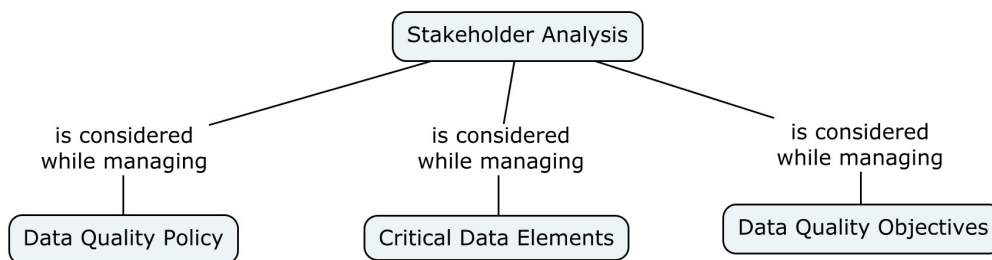 Stakeholder Analysis
is considered
while managing
is considered
while managing
is considered
while managing
Data Quality Policy
Critical Data Elements
Data Quality Objectives